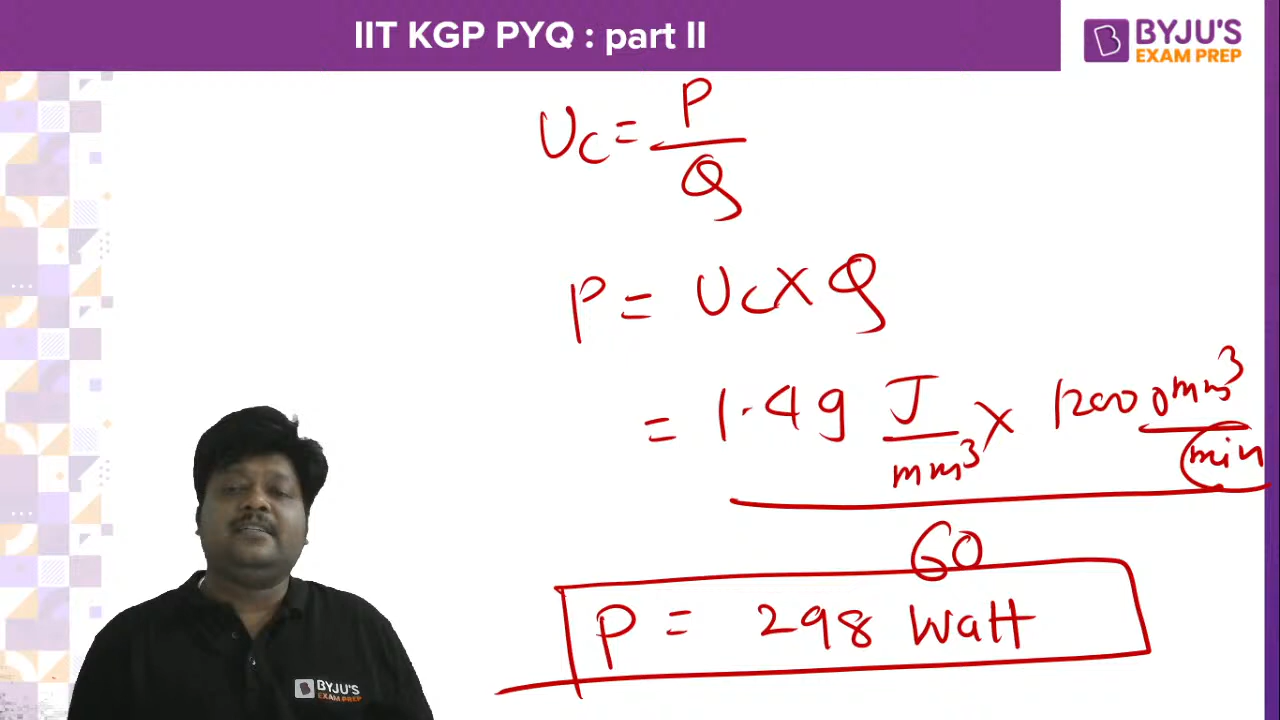 IIT KGP PYQ : part II
BYJU'S
EXAM PREP
Uc = P
Q
P = Uc × Q
= 1.49 J × 12000 mm³
mm³ min
60
P = 298 Watt
BYJU'S
EXAM PREP